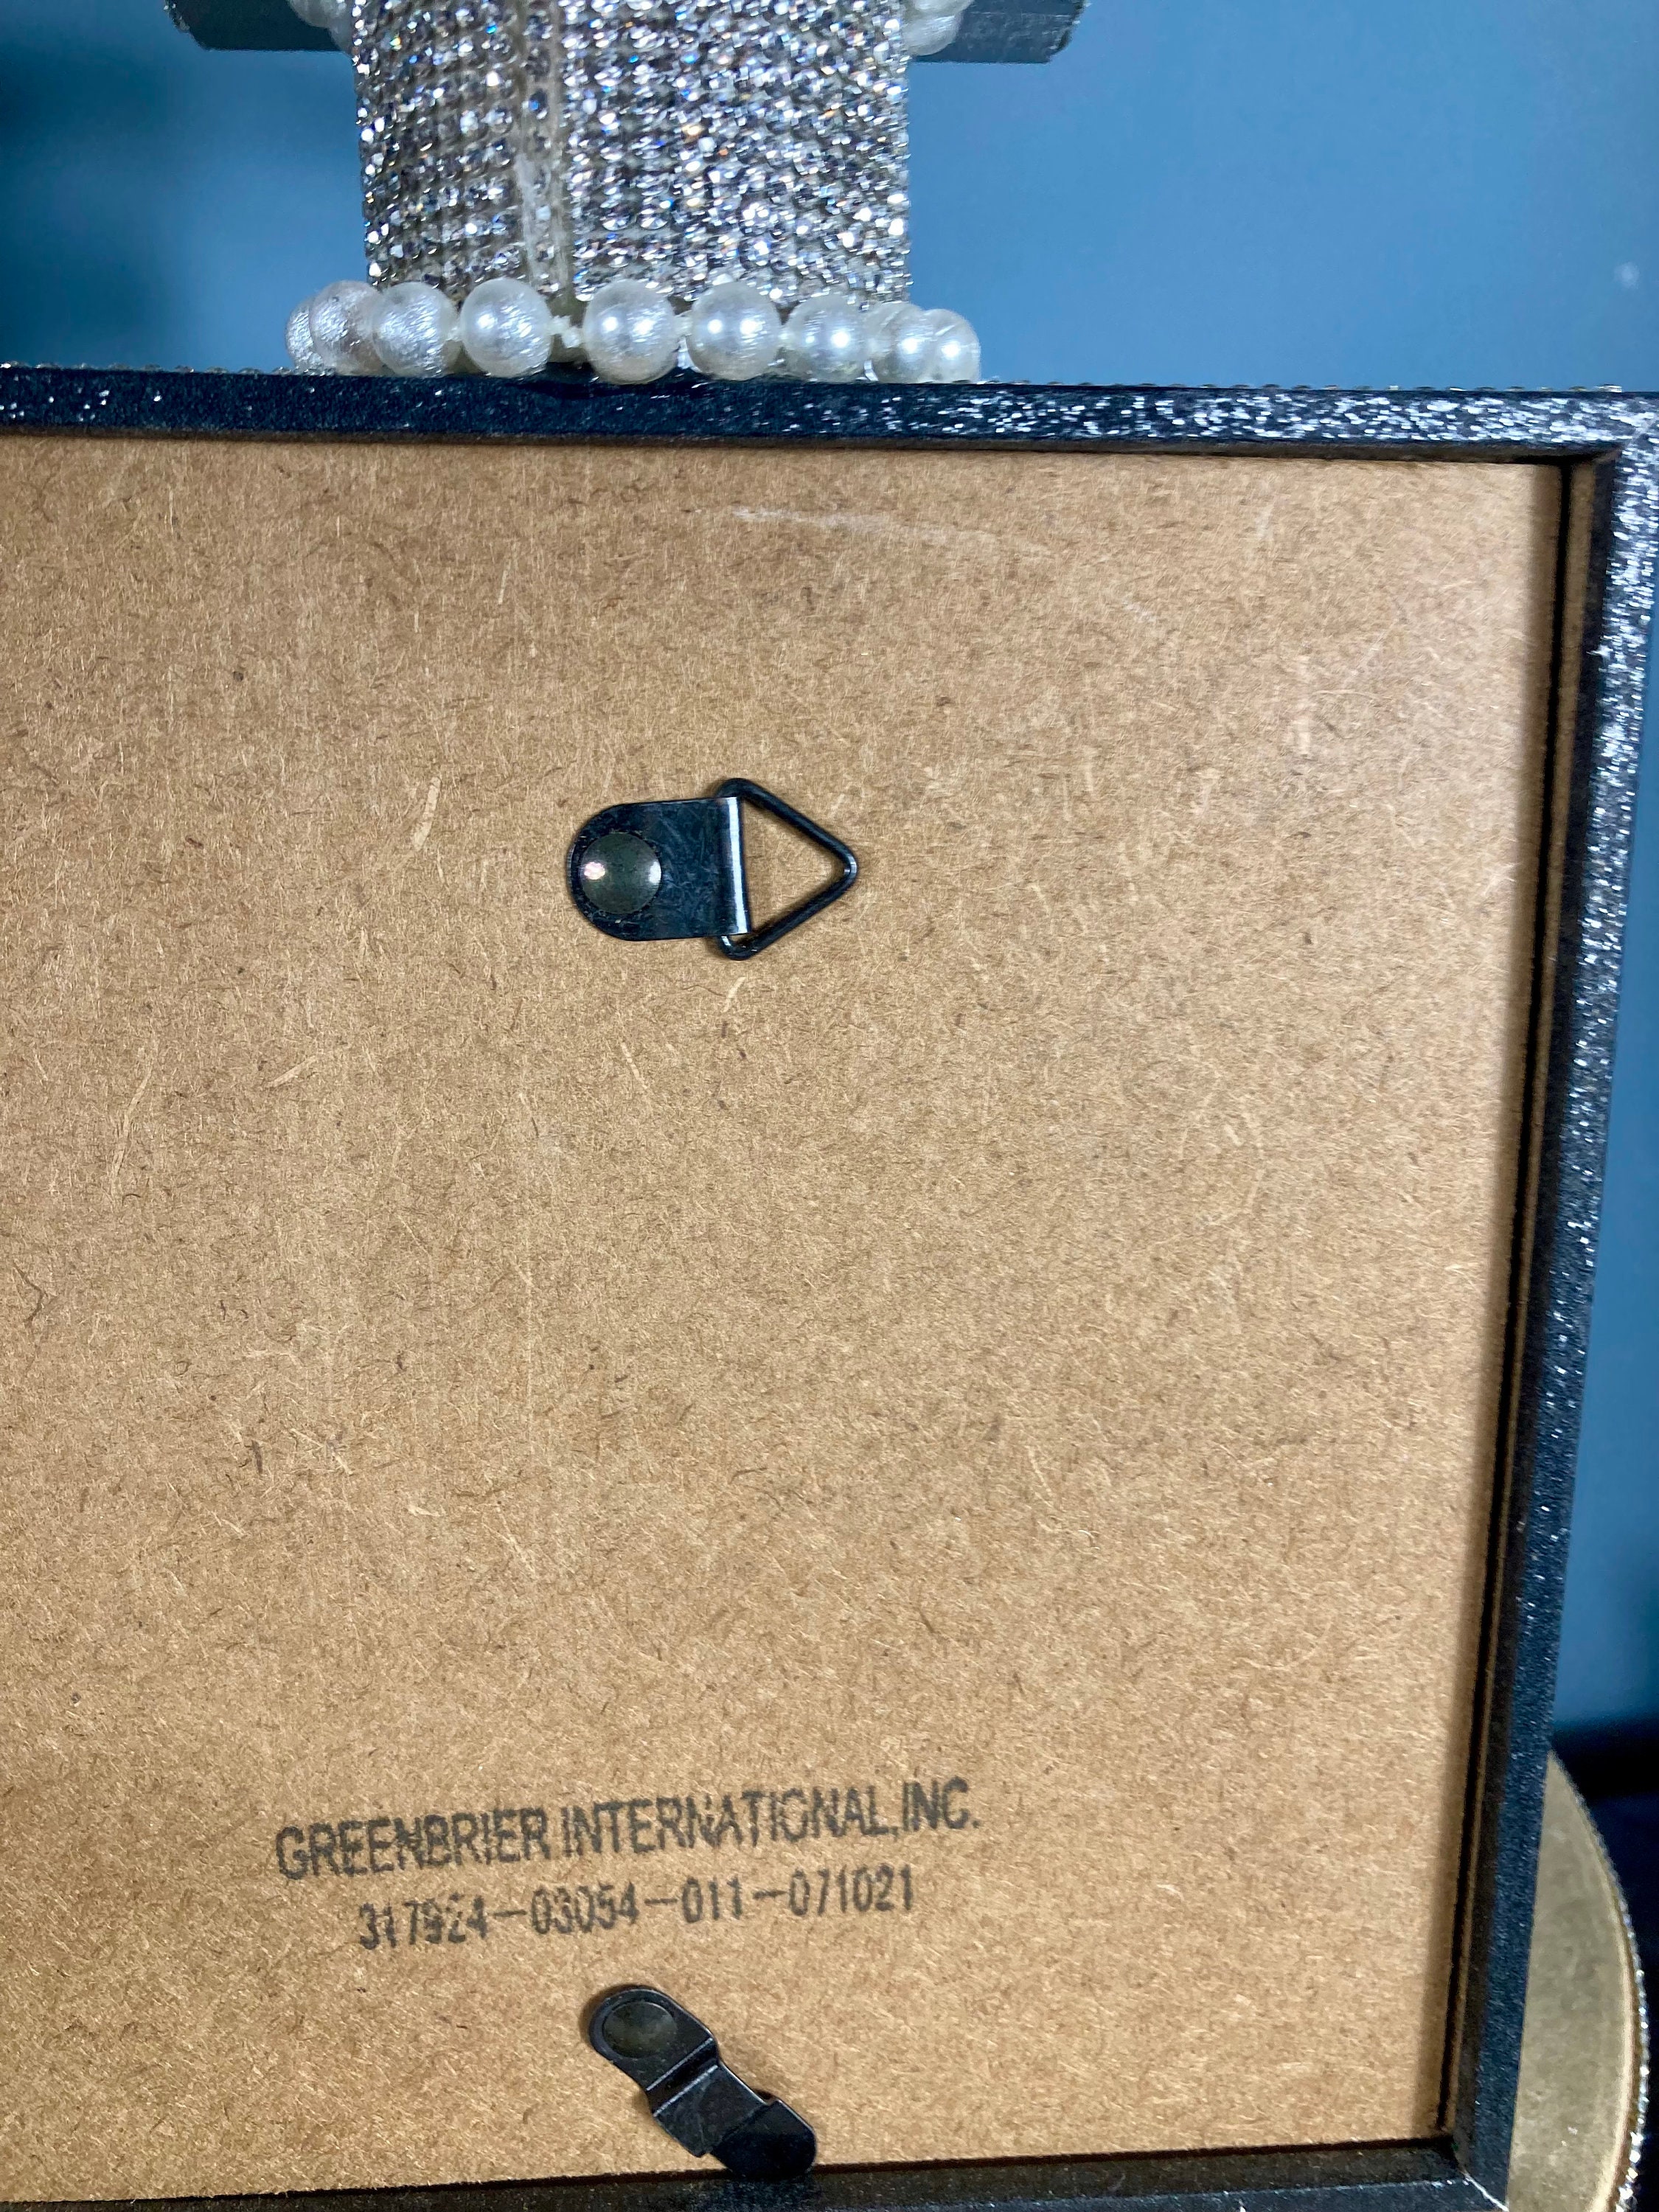 GREENBRIER INTERNATIONAL,INC.
317924-03054-011-071021